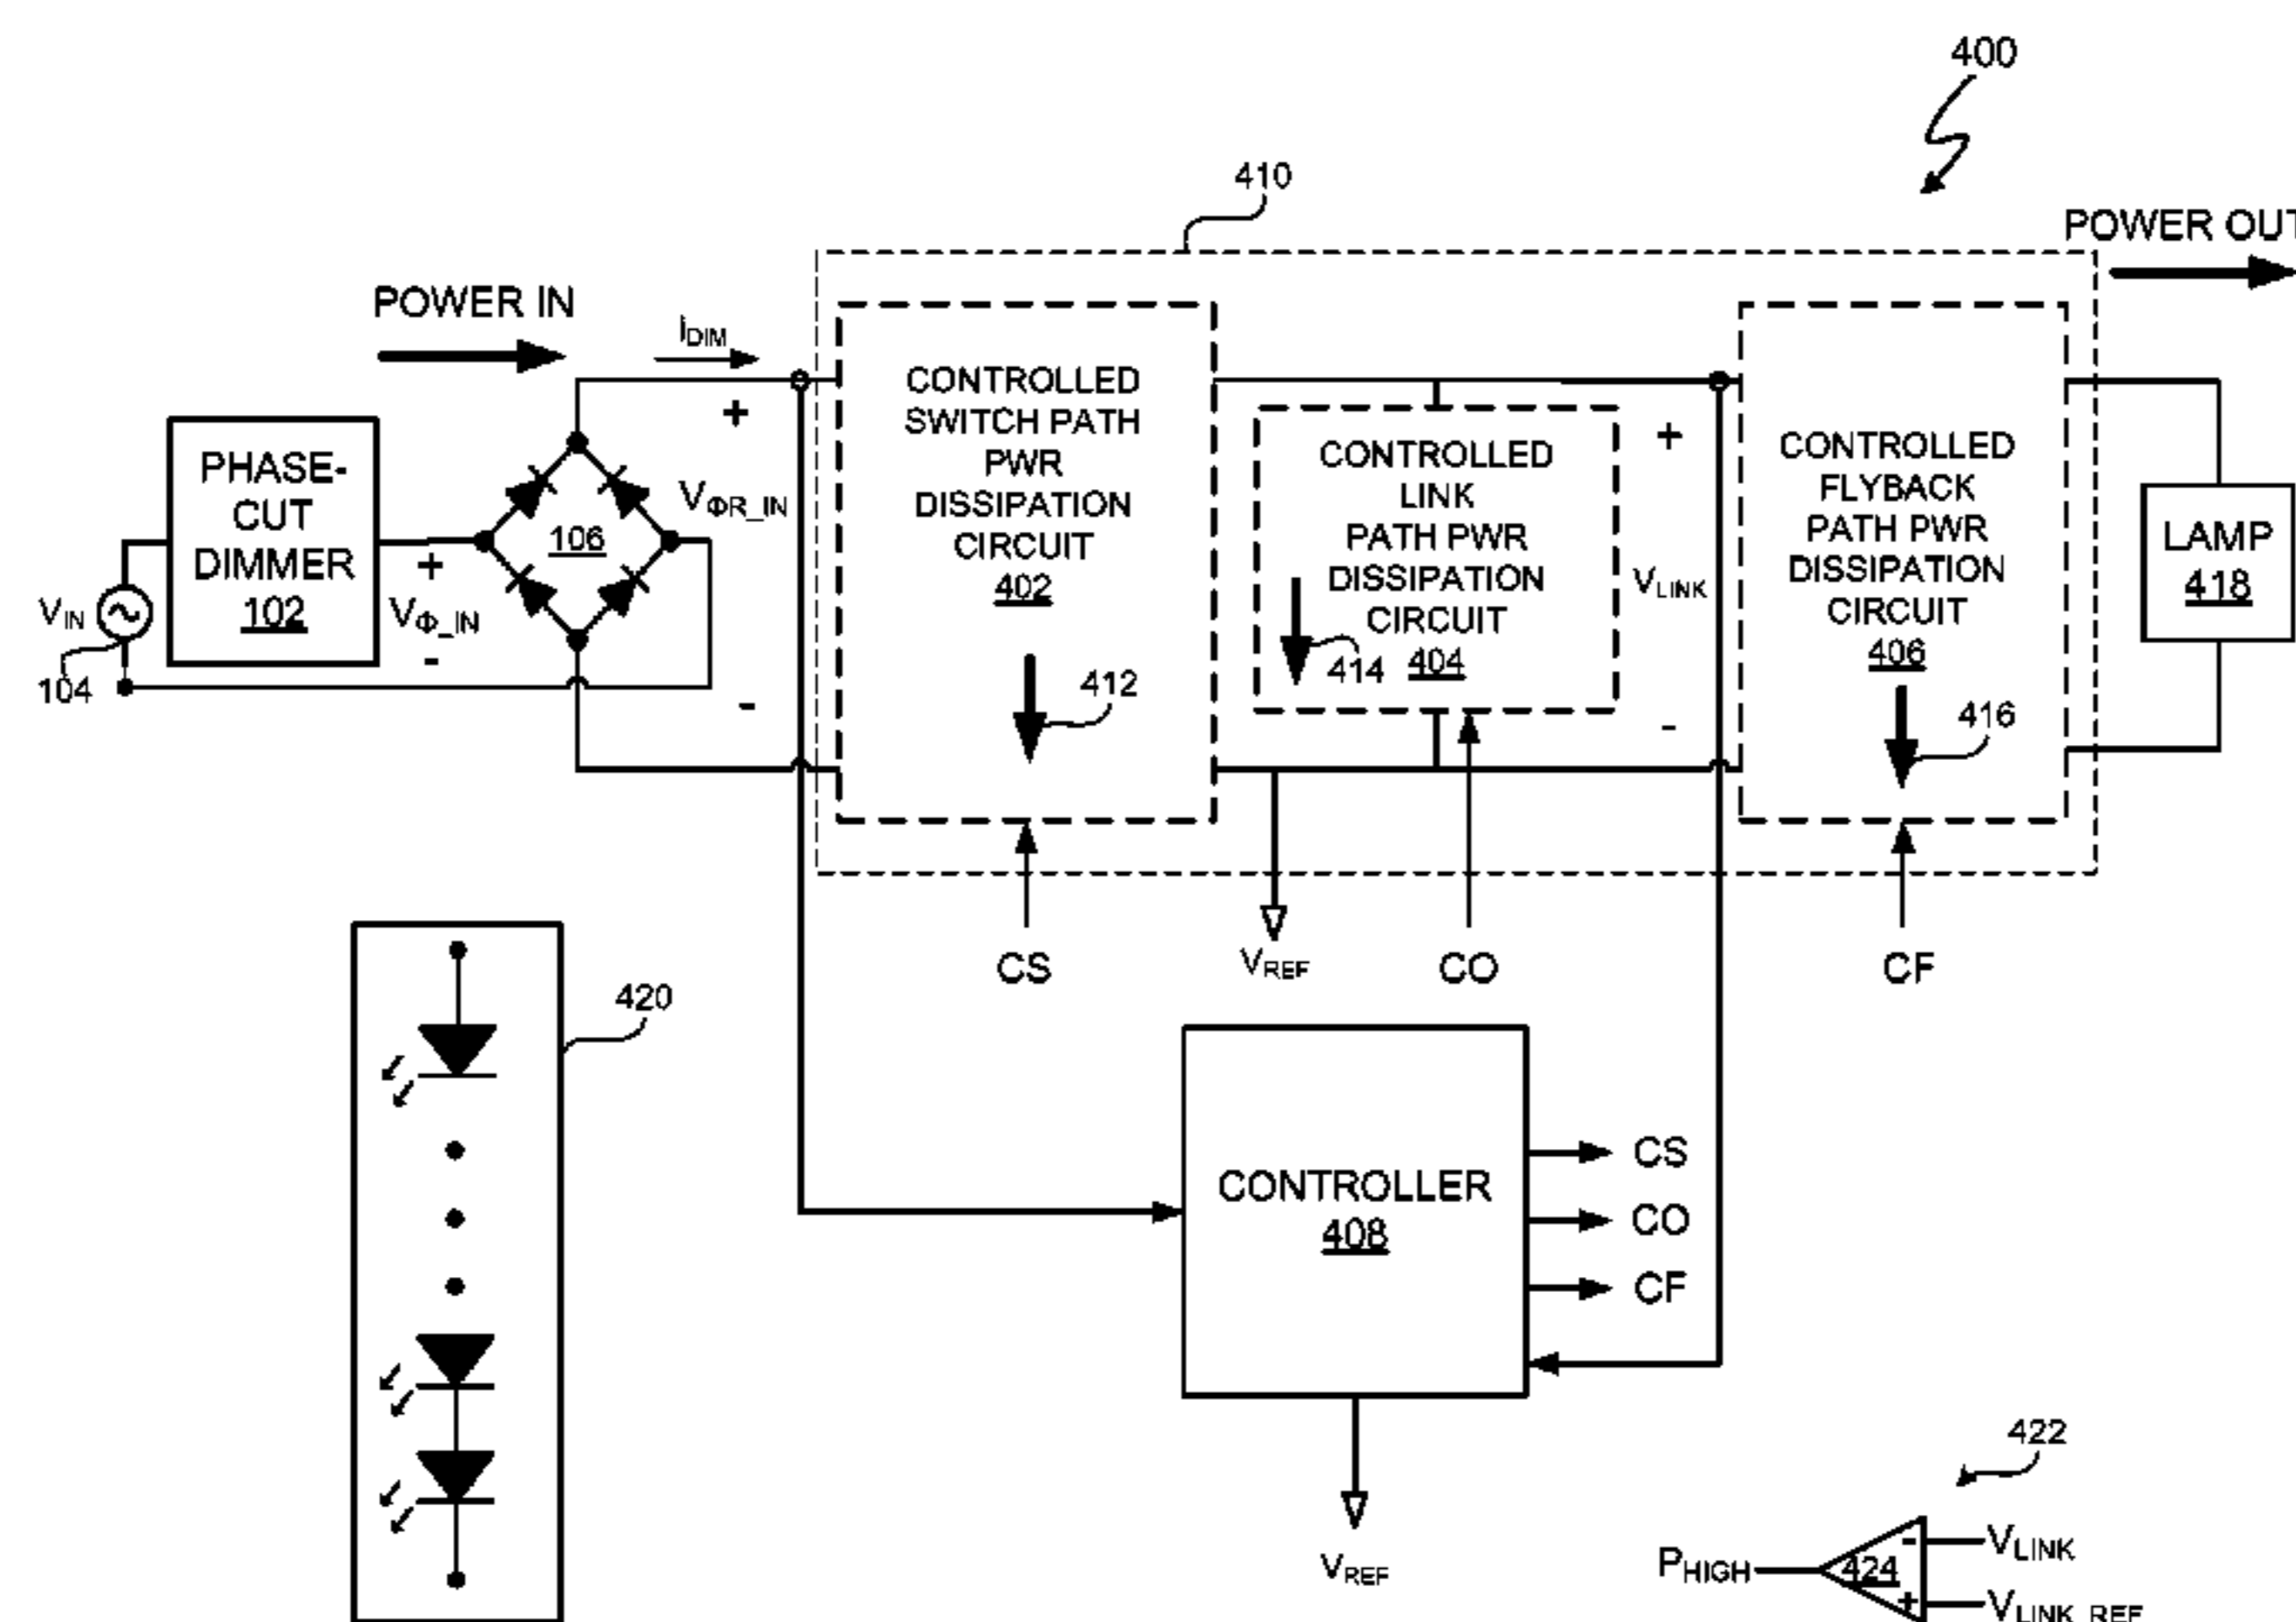 400
410
POWER OUT
POWER IN
iDIM
+
CONTROLLED
SWITCH PATH
PWR
DISSIPATION
CIRCUIT
402
412
CONTROLLED
LINK
PATH PWR
DISSIPATION
CIRCUIT
404
414
+
VLINK
-
CONTROLLED
FLYBACK
PATH PWR
DISSIPATION
CIRCUIT
406
416
LAMP
418
PHASE-
CUT
DIMMER
102
VIN
104
+
VΦ_IN
-
106
VΦR_IN
-
CS
VREF
CO
CF
420
CONTROLLER
408
CS
CO
CF
VREF
422
PHIGH
424
-
+
VLINK
VLINK_REF